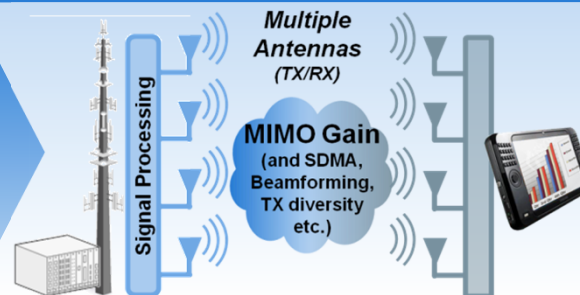 Multiple
Antennas
(TX/RX)
Signal Processing
MIMO Gain
(and SDMA,
Beamforming,
TX diversity
etc.)